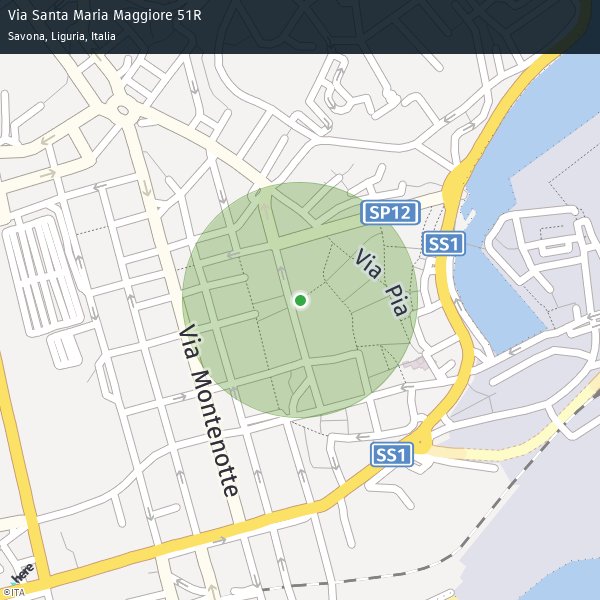 Via Santa Maria Maggiore 51R
Savona, Liguria, Italia
SP12
SS1
Via Pia
Via Montenotte
SS1
here
©ITA